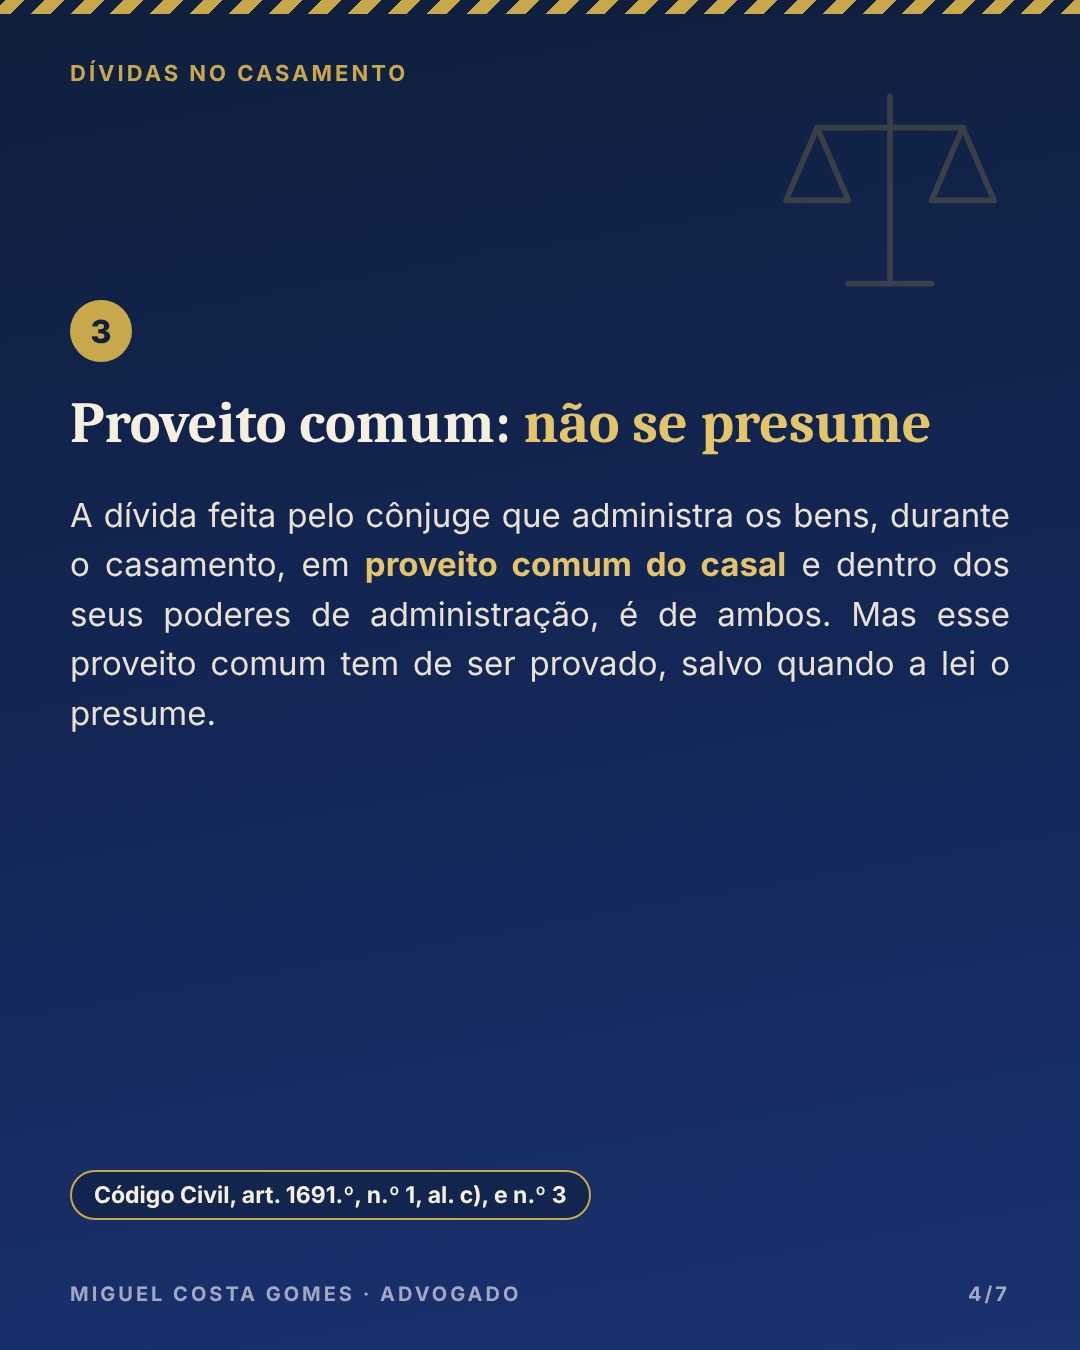 DÍVIDAS NO CASAMENTO
3
Proveito comum: não se presume
A dívida feita pelo cônjuge que administra os bens, durante
o casamento, em proveito comum do casal e dentro dos
seus poderes de administração, é de ambos. Mas esse
proveito comum tem de ser provado, salvo quando a lei o
presume.
Código Civil, art. 1691.º, n.º 1, al. c), e n.º 3
MIGUEL COSTA GOMES · ADVOGADO
4/7